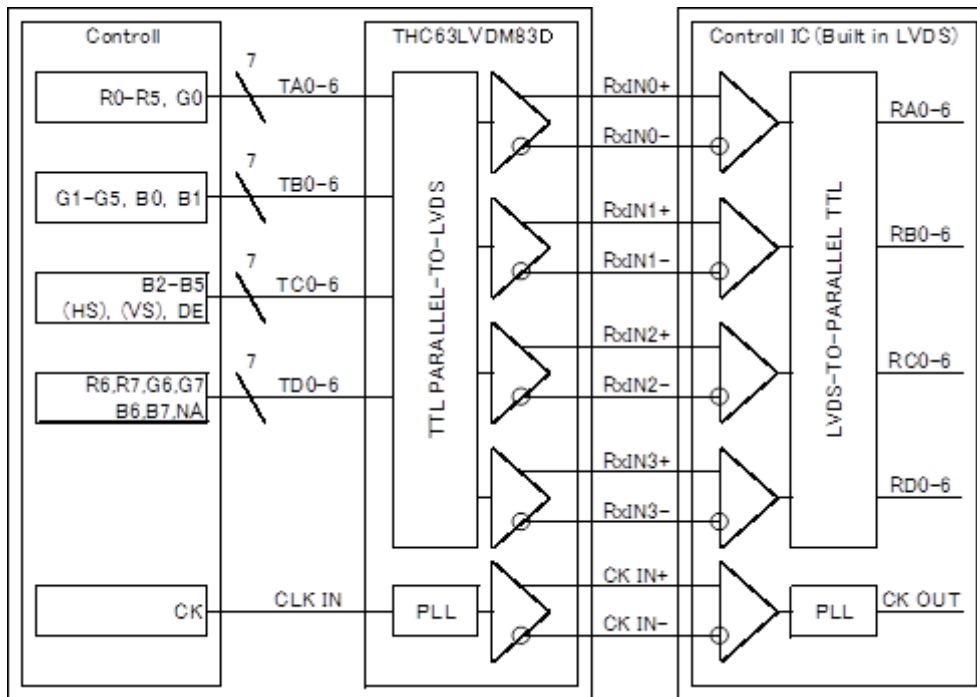 Controll
THC63LVDM83D
Controll IC (Built in LVDS)
R0-R5, G0
7
TA0-6
RxIN0+
RxIN0-
RA0-6
G1-G5, B0, B1
7
TB0-6
RxIN1+
RxIN1-
RB0-6
B2-B5
(HS), (VS), DE
7
TC0-6
RxIN2+
RxIN2-
RC0-6
R6,R7,G6,G7
B6,B7,NA
7
TD0-6
RxIN3+
RxIN3-
RD0-6
TTL PARALLEL-TO-LVDS
LVDS-TO-PARALLEL TTL
CK
CLK IN
PLL
CK IN+
CK IN-
PLL
CK OUT